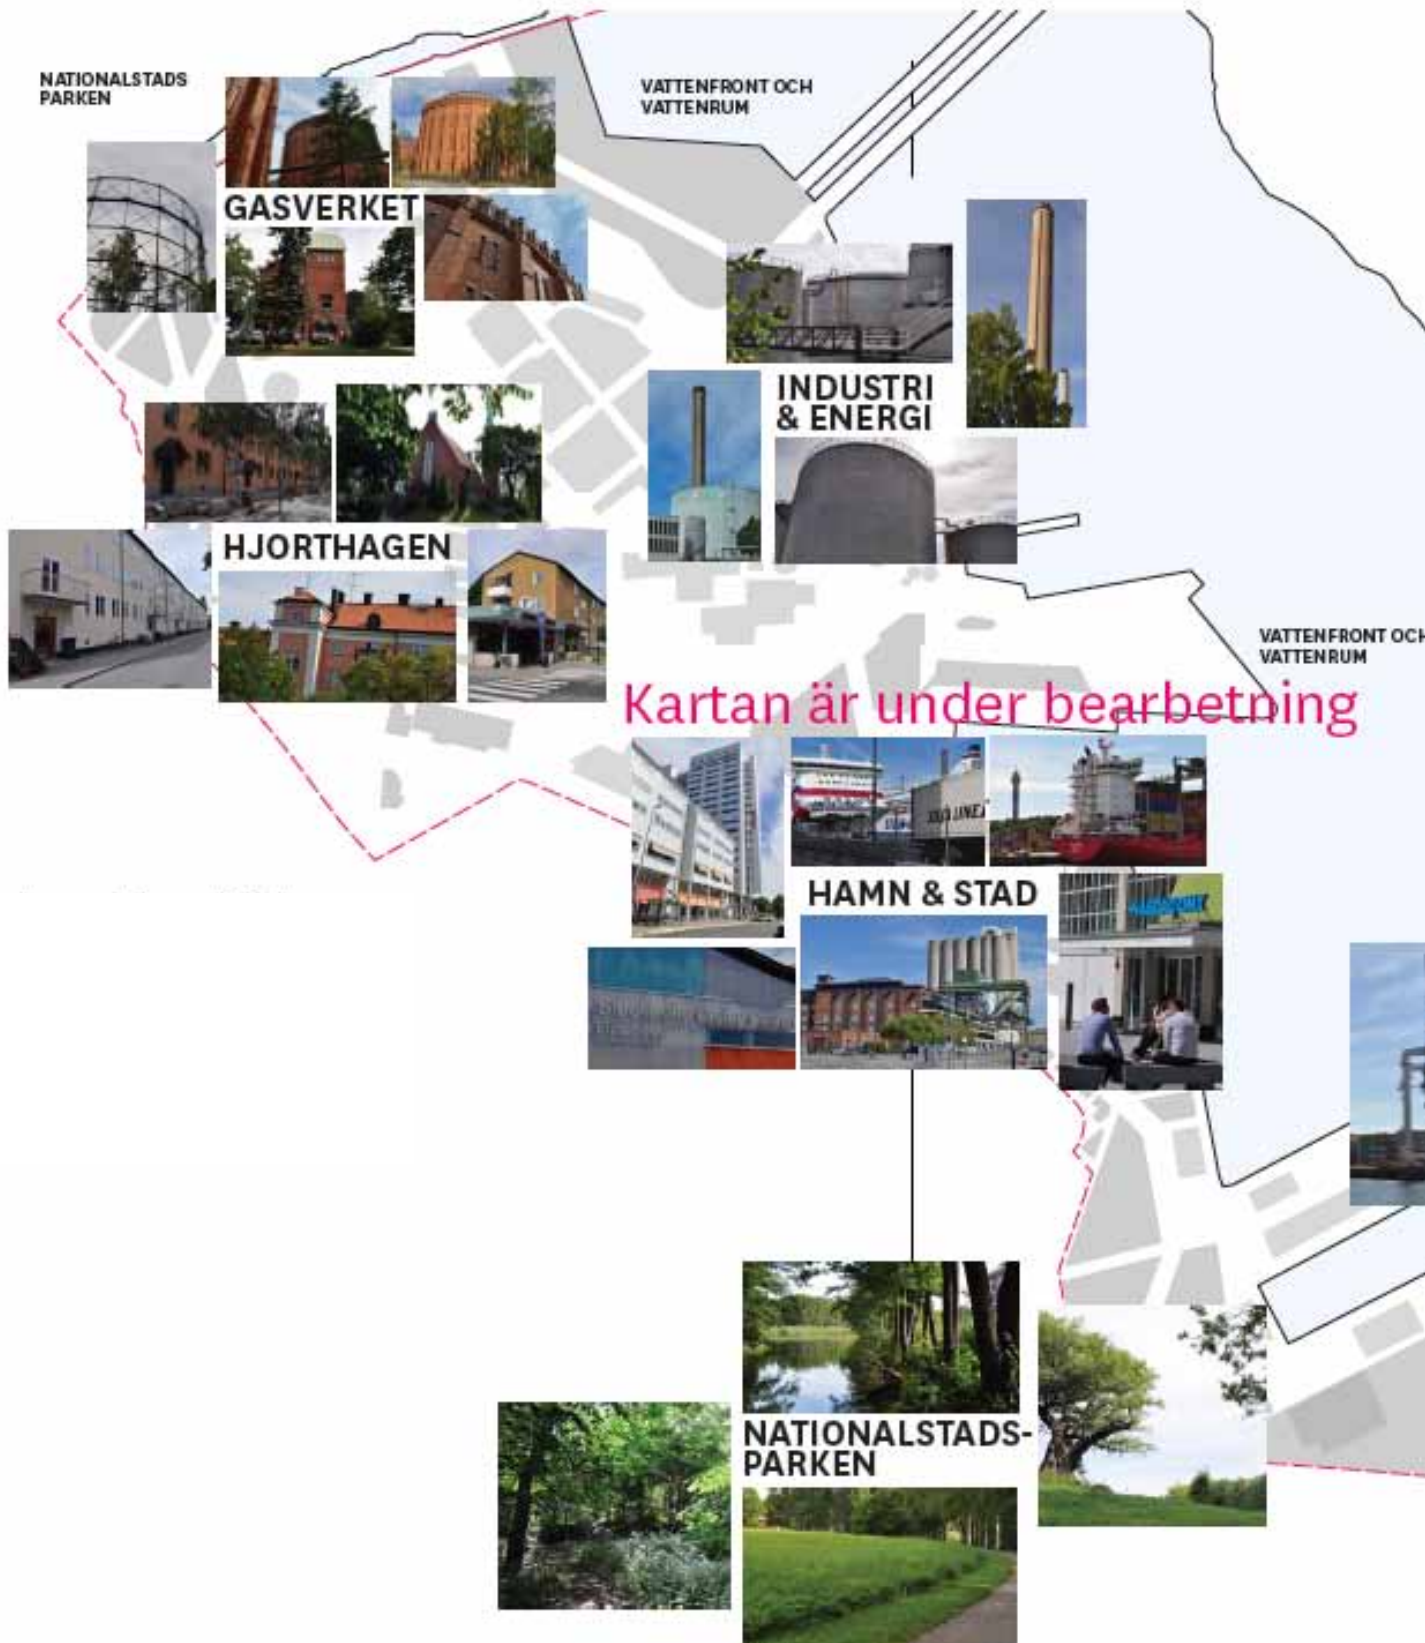 NATIONALSTADS
PARKEN
VATTENFRONT OCH
VATTENRUM
GASVERKET
INDUSTRI
& ENERGI
HJORTHAGEN
VATTENFRONT OCH
VATTENRUM
Kartan är under bearbetning
HAMN & STAD
NATIONALSTADS-
PARKEN